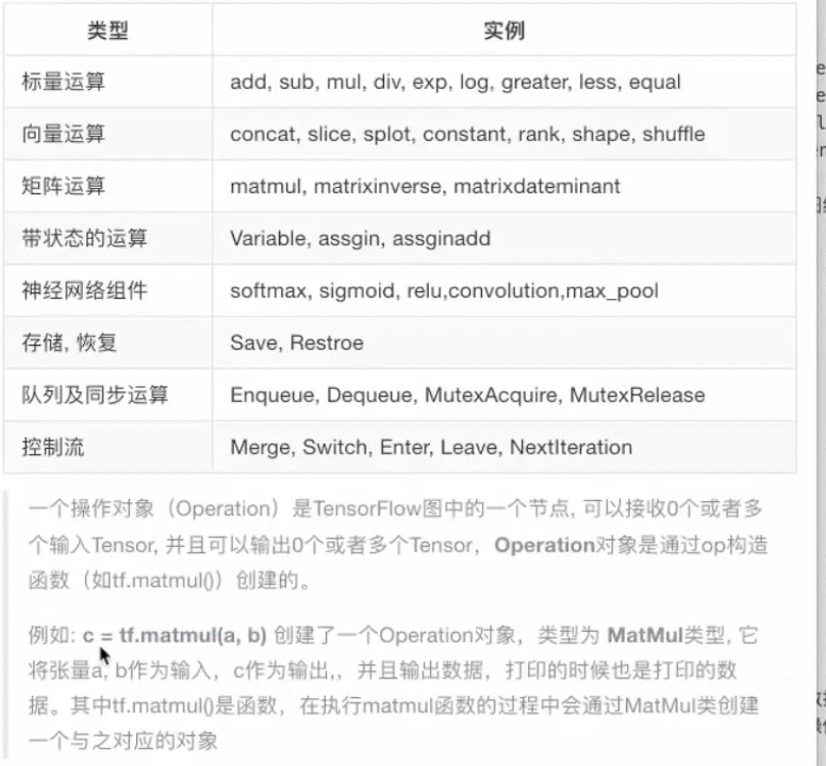 类型 实例
标量运算 add, sub, mul, div, exp, log, greater, less, equal
向量运算 concat, slice, splot, constant, rank, shape, shuffle
矩阵运算 matmul, matrixinverse, matrixdateminant
带状态的运算 Variable, assgin, assginadd
神经网络组件 softmax, sigmoid, relu,convolution,max_pool
存储, 恢复 Save, Restroe
队列及同步运算 Enqueue, Dequeue, MutexAcquire, MutexRelease
控制流 Merge, Switch, Enter, Leave, NextIteration
一个操作对象（Operation）是TensorFlow图中的一个节点, 可以接收0个或者多
个输入Tensor, 并且可以输出0个或者多个Tensor，Operation对象是通过op构造
函数（如tf.matmul()）创建的。
例如: c = tf.matmul(a, b) 创建了一个Operation对象，类型为 MatMul类型, 它
将张量a, b作为输入，c作为输出,，并且输出数据，打印的时候也是打印的数
据。其中tf.matmul()是函数，在执行matmul函数的过程中会通过MatMul类创建
一个与之对应的对象